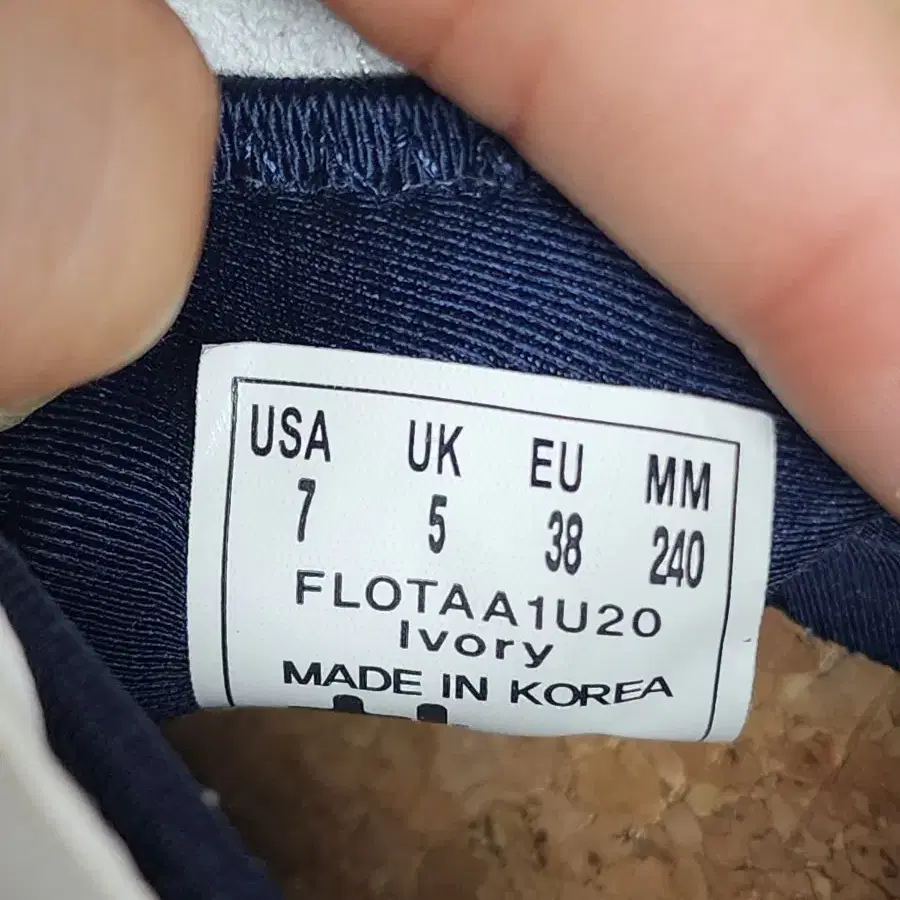 USA UK EU MM
7 5 38 240
FLOTAA1U20
Ivory
MADE IN KOREA